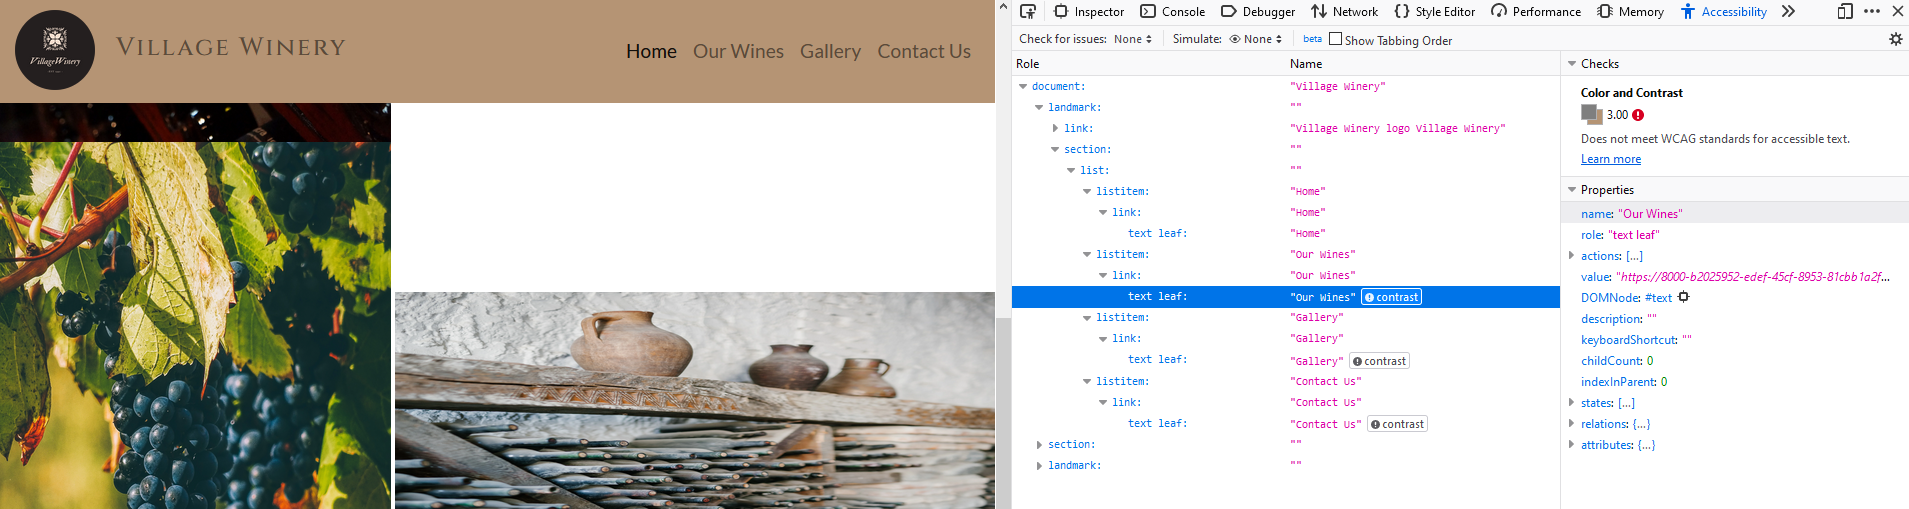 VillageWinery
Village Winery
Home Our Wines Gallery Contact Us
Inspector Console Debugger Network Style Editor Performance Memory Accessibility
Check for issues: None Simulate: None beta Show Tabbing Order
Role Name
document: "Village Winery"
landmark: ""
link: "Village Winery logo Village Winery"
section: ""
list: ""
listitem: "Home"
link: "Home"
text leaf: "Home"
listitem: "Our Wines"
link: "Our Wines"
text leaf: "Our Wines" contrast
listitem: "Gallery"
link: "Gallery"
text leaf: "Gallery" contrast
listitem: "Contact Us"
link: "Contact Us"
text leaf: "Contact Us" contrast
section: ""
landmark: ""
Checks
Color and Contrast
3.00
Does not meet WCAG standards for accessible text.
Learn more
Properties
name: "Our Wines"
role: "text leaf"
actions: […]
value: "https://8000-b2025952-edef-45cf-8953-81cbb1a2f…
DOMNode: #text
description: ""
keyboardShortcut: ""
childCount: 0
indexInParent: 0
states: […]
relations: {…}
attributes: {…}